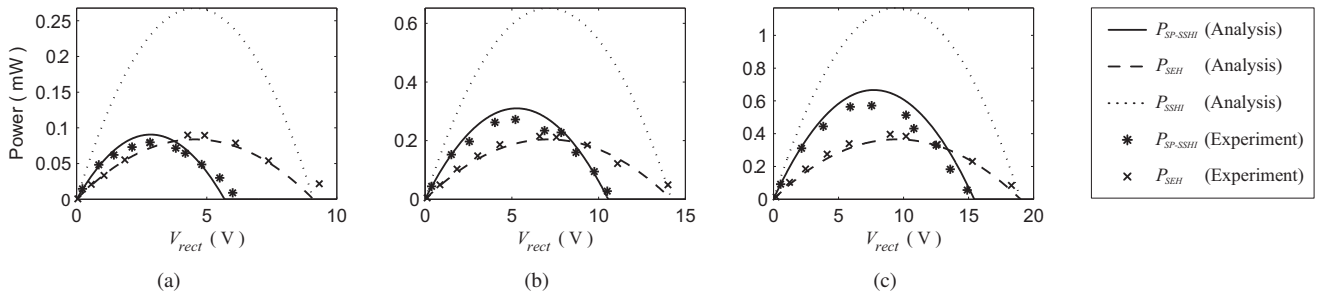 Power ( mW )
0.25
0.2
0.15
0.1
0.05
0
0
5
10
V_rect ( V )
(a)
0.6
0.4
0.2
0
0
5
10
15
V_rect ( V )
(b)
1
0.8
0.6
0.4
0.2
0
0
5
10
15
20
V_rect ( V )
(c)
P_SP-SSHI (Analysis)
P_SEH (Analysis)
P_SSHI (Analysis)
P_SP-SSHI (Experiment)
P_SEH (Experiment)